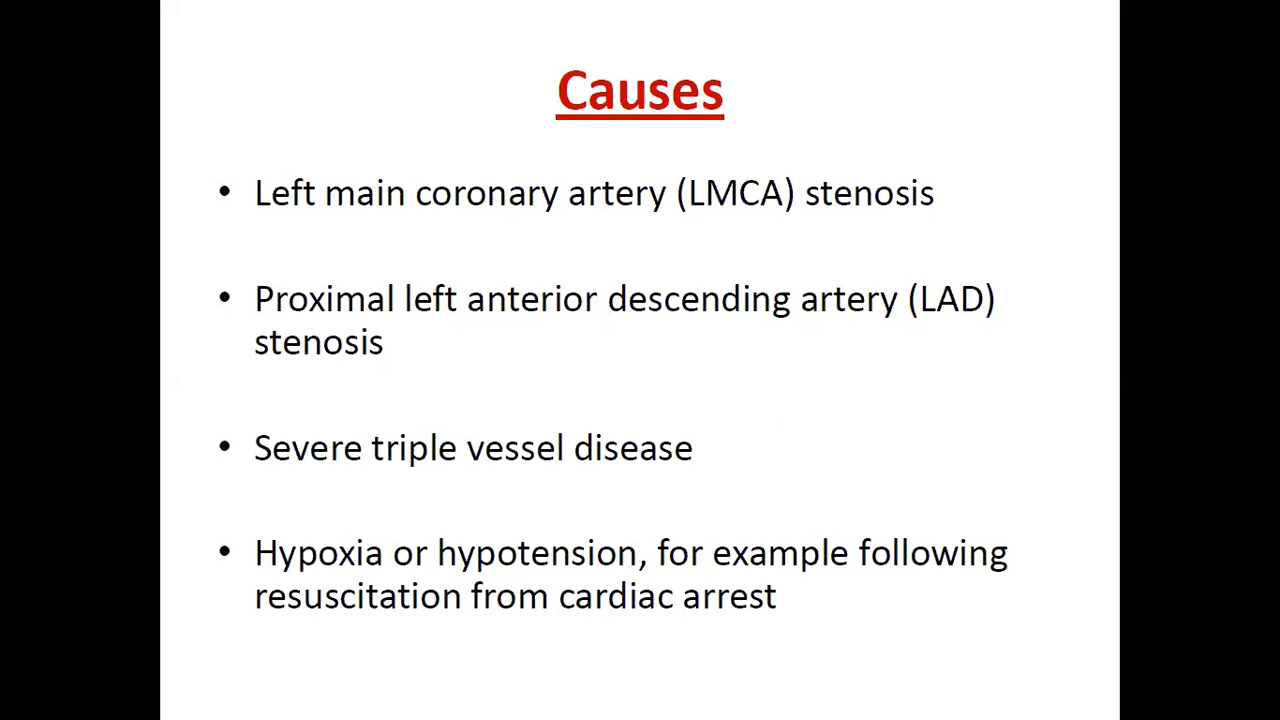 Causes
• Left main coronary artery (LMCA) stenosis
• Proximal left anterior descending artery (LAD)
stenosis
• Severe triple vessel disease
• Hypoxia or hypotension, for example following
resuscitation from cardiac arrest